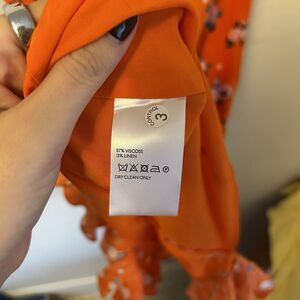 CONTROL
3
87% VISCOSE
13% LINEN
DRY CLEAN ONLY